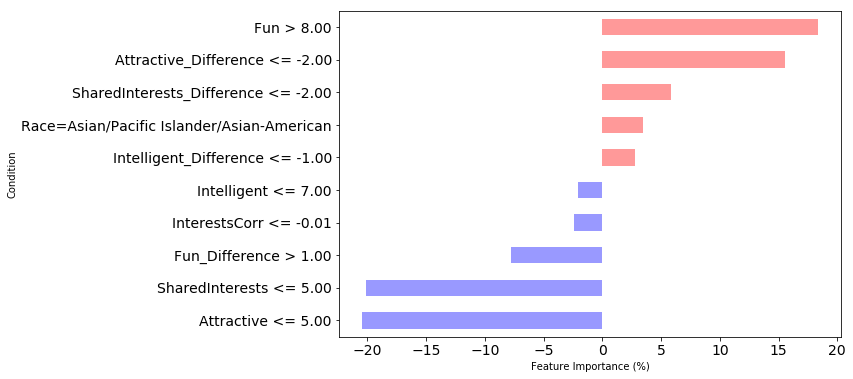 Fun > 8.00
Attractive_Difference <= -2.00
SharedInterests_Difference <= -2.00
Race=Asian/Pacific Islander/Asian-American
Intelligent_Difference <= -1.00
Intelligent <= 7.00
InterestsCorr <= -0.01
Fun_Difference > 1.00
SharedInterests <= 5.00
Attractive <= 5.00
Condition
−20 −15 −10 −5 0 5 10 15 20
Feature Importance (%)